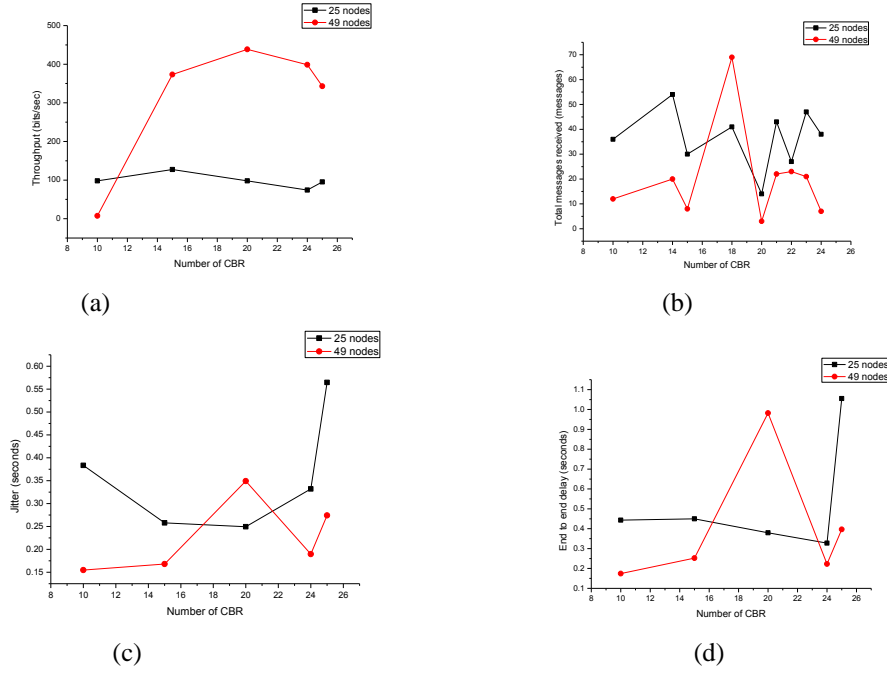 25 nodes
49 nodes
500
400
300
200
100
0
Throughput (bits/sec)
8 10 12 14 16 18 20 22 24 26
Number of CBR
(a)
25 nodes
49 nodes
70
60
50
40
30
20
10
0
Total messages received (messages)
8 10 12 14 16 18 20 22 24 26
Number of CBR
(b)
25 nodes
49 nodes
0.60
0.55
0.50
0.45
0.40
0.35
0.30
0.25
0.20
0.15
Jitter (seconds)
8 10 12 14 16 18 20 22 24 26
Number of CBR
(c)
25 nodes
49 nodes
1.1
1.0
0.9
0.8
0.7
0.6
0.5
0.4
0.3
0.2
0.1
End to end delay (seconds)
8 10 12 14 16 18 20 22 24 26
Number of CBR
(d)